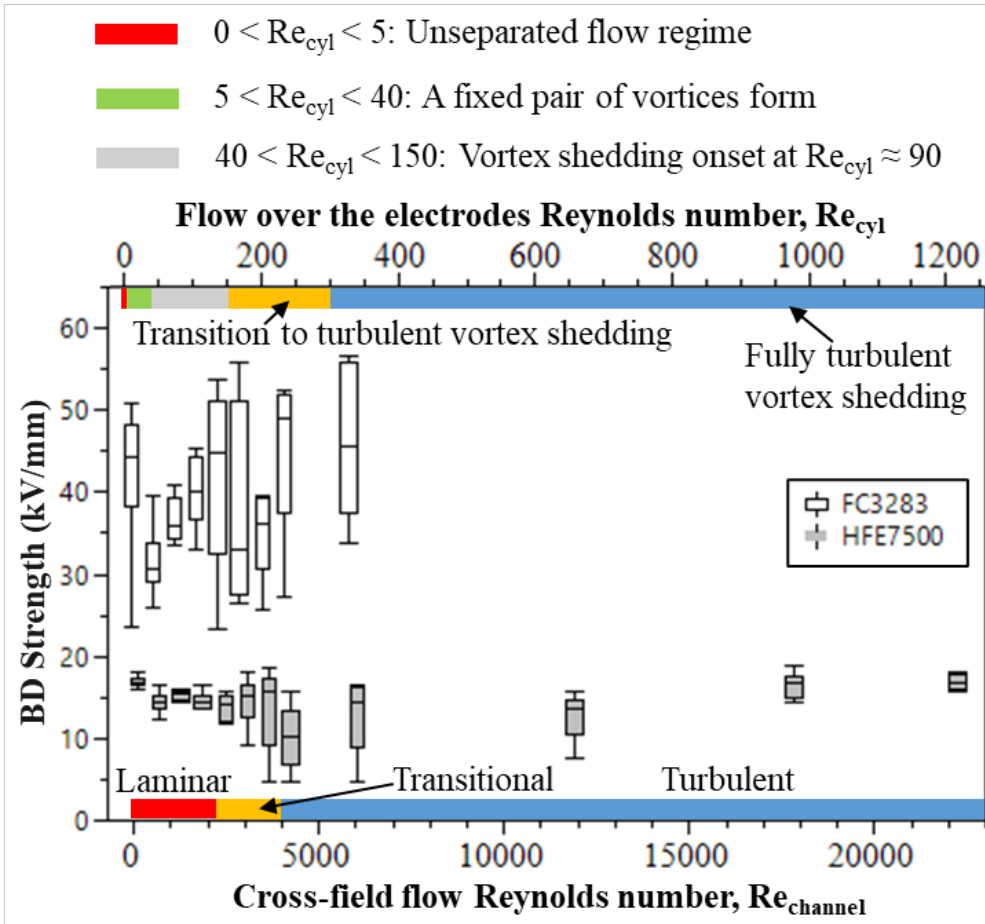 0 < Re_cyl < 5: Unseparated flow regime
5 < Re_cyl < 40: A fixed pair of vortices form
40 < Re_cyl < 150: Vortex shedding onset at Re_cyl ≈ 90
Flow over the electrodes Reynolds number, Re_cyl
0 200 400 600 800 1000 1200
Transition to turbulent vortex shedding
Fully turbulent
vortex shedding
BD Strength (kV/mm)
60
50
40
30
20
10
0
FC3283
HFE7500
Laminar
Transitional
Turbulent
0 5000 10000 15000 20000
Cross-field flow Reynolds number, Re_channel